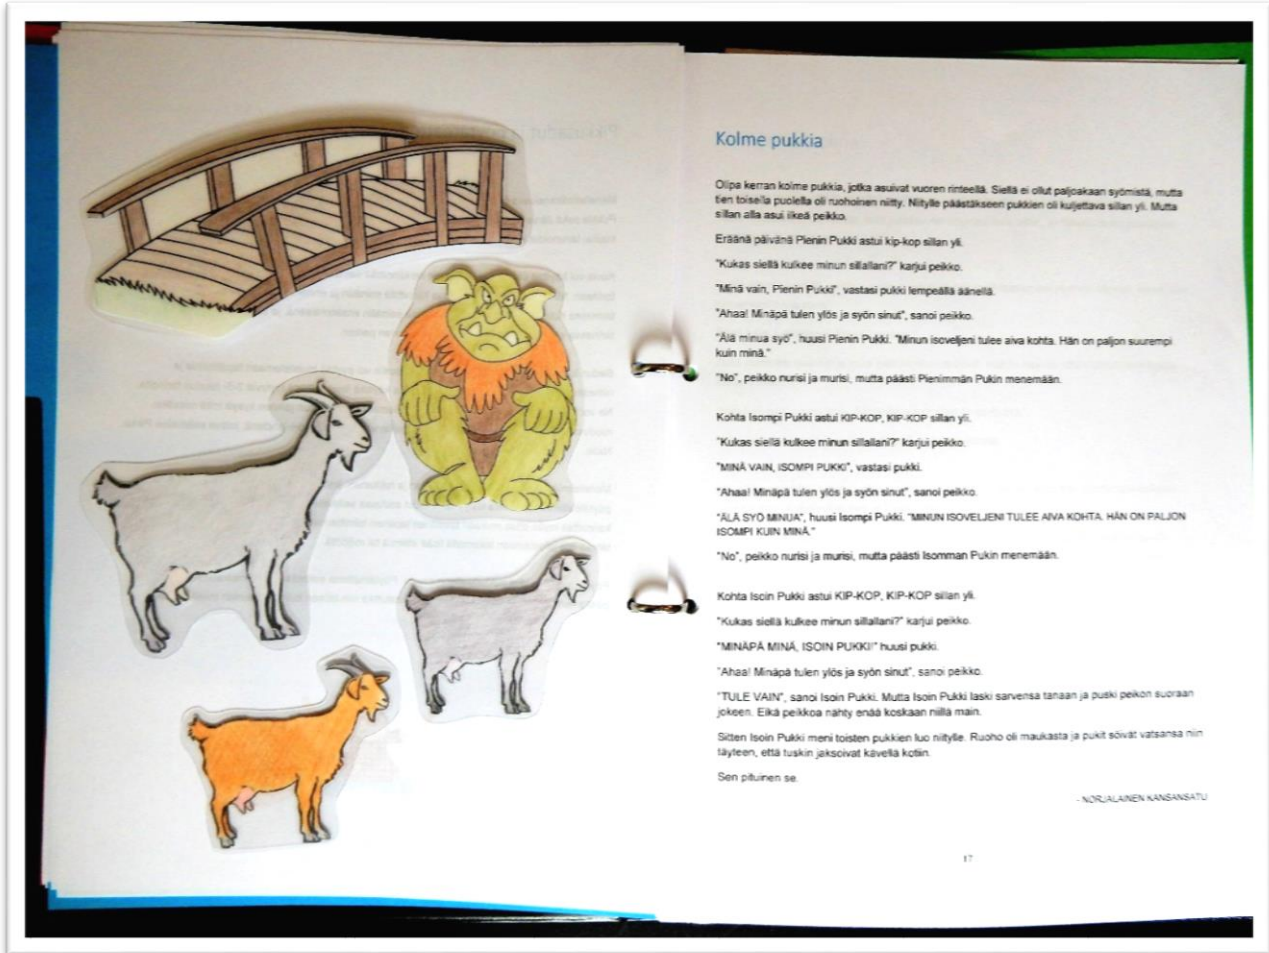 Kolme pukkia
Olipa kerran kolme pukkia, jotka asuivat vuoren rinteellä. Siellä ei ollut paljoakaan syömistä, mutta
tien toisella puolella oli ruohoinen niitty. Niitylle päästäkseen pukkien oli kuljettava sillan yli. Mutta
sillan alla asui ilkeä peikko.
Eräänä päivänä Pienin Pukki astui kip-kop sillan yli.
"Kukas siellä kulkee minun sillallani?" karjui peikko.
"Minä vain, Pienin Pukki", vastasi pukki lempeällä äänellä.
"Ahaa! Minäpä tulen ylös ja syön sinut", sanoi peikko.
"Älä minua syö", huusi Pienin Pukki. "Minun isoveljeni tulee aivan kohta. Hän on paljon suurempi
kuin minä."
"No", peikko nurisi ja murisi, mutta päästi Pienimmän Pukin menemään.
Kohta Isompi Pukki astui KIP-KOP, KIP-KOP sillan yli.
"Kukas siellä kulkee minun sillallani?" karjui peikko.
"MINÄ VAIN, ISOMPI PUKKI", vastasi pukki.
"Ahaa! Minäpä tulen ylös ja syön sinut", sanoi peikko.
"ÄLÄ SYÖ MINUA", huusi Isompi Pukki. "MINUN ISOVELJENI TULEE AIVA KOHTA. HÄN ON PALJON
ISOMPI KUIN MINÄ."
"No", peikko nurisi ja murisi, mutta päästi Isomman Pukin menemään.
Kohta Isoin Pukki astui KIP-KOP, KIP-KOP sillan yli.
"Kukas siellä kulkee minun sillallani?" karjui peikko.
"MINÄPÄ MINÄ, ISOIN PUKKI!" huusi pukki.
"Ahaa! Minäpä tulen ylös ja syön sinut", sanoi peikko.
"TULE VAIN", sanoi Isoin Pukki. Mutta Isoin Pukki laski sarvensa tanaan ja puski peikon suoraan
jokeen. Eikä peikkoa nähty enää koskaan niillä main.
Sitten Isoin Pukki meni toisten pukkien luo niitylle. Ruoho oli maukasta ja pukit söivät vatsansa niin
täyteen, että tuskin jaksoivat kävellä kotiin.
Sen pituinen se.
- NORJALAINEN KANSANSATU
17